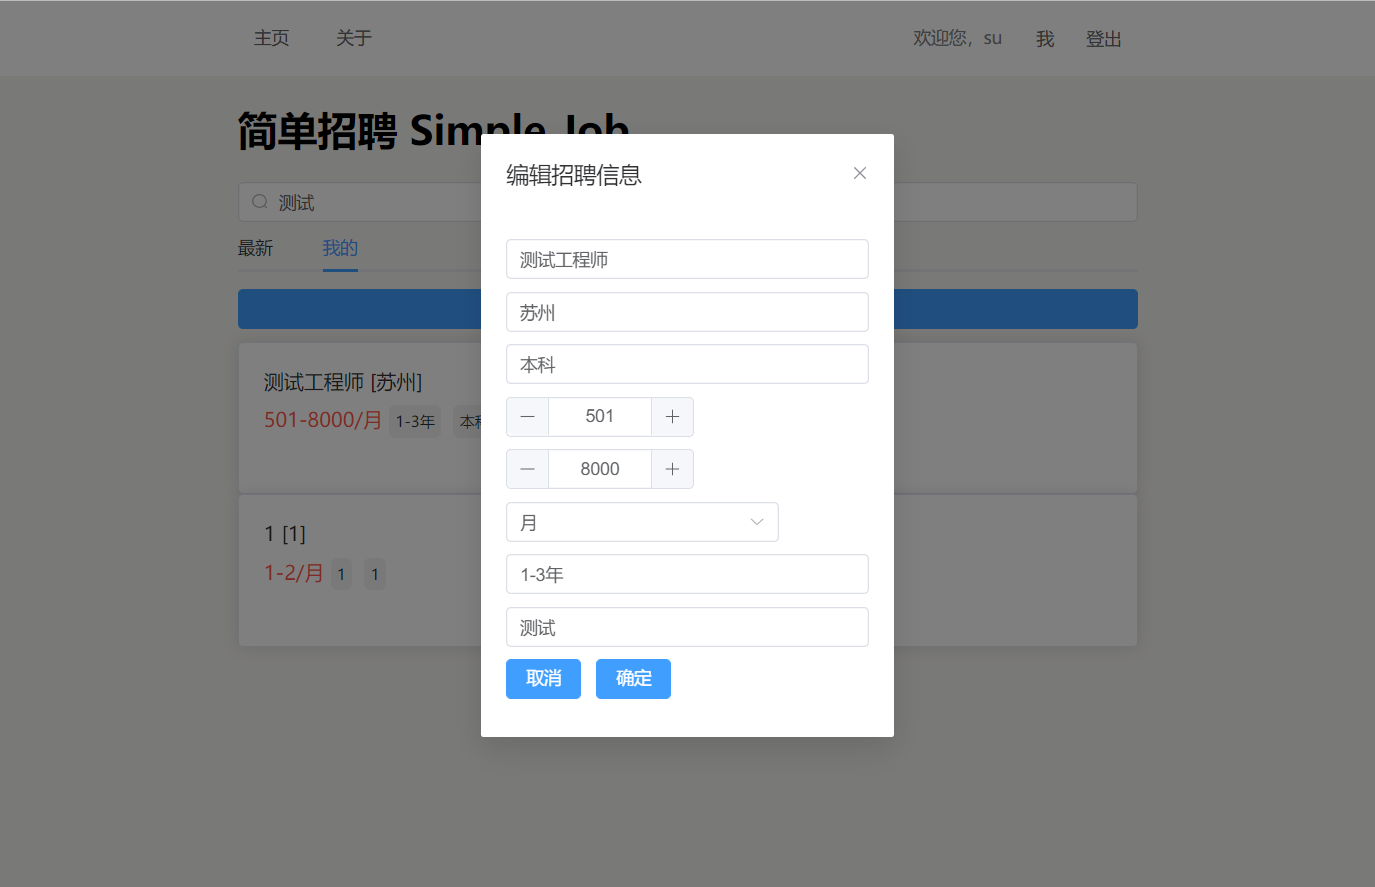 主页 关于 欢迎您，su 我 登出
简单招聘 Simple Job
测试
最新 我的
测试工程师 [苏州]
501-8000/月 1-3年 本科
1 [1]
1-2/月 1 1
编辑招聘信息
测试工程师
苏州
本科
501
8000
月
1-3年
测试
取消 确定